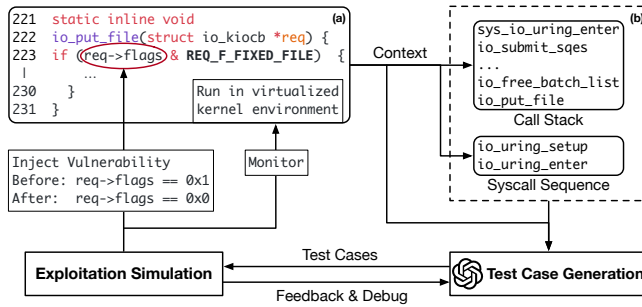 221 static inline void (a)
222 io_put_file(struct io_kiocb *req) {
223 if (req->flags & REQ_F_FIXED_FILE) {
...
230 }
231 }
Run in virtualized
kernel environment
Context
(b)
sys_io_uring_enter
io_submit_sqes
...
io_free_batch_list
io_put_file
Call Stack
io_uring_setup
io_uring_enter
Syscall Sequence
Inject Vulnerability
Before: req->flags == 0x1
After: req->flags == 0x0
Monitor
Exploitation Simulation
Test Cases
Feedback & Debug
Test Case Generation